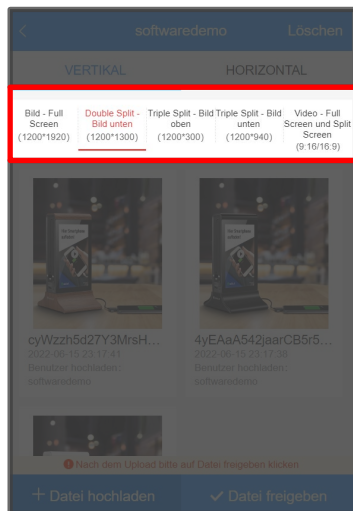 softwaredemo
Löschen
VERTIKAL
HORIZONTAL
Bild - Full
Screen
(1200*1920)
Double Split -
Bild unten
(1200*1300)
Triple Split - Bild
oben
(1200*300)
Triple Split - Bild
unten
(1200*940)
Video - Full
Screen und Split
Screen
(9:16/16:9)
cyWzzh5d27Y3MrsH...
2022-06-15 23:17:41
Benutzer hochladen::
softwaredemo
4yEAaA542jaarCB5r5...
2022-06-15 23:17:38
Benutzer hochladen::
softwaredemo
Nach dem Upload bitte auf Datei freigeben klicken
+ Datei hochladen
✓ Datei freigeben